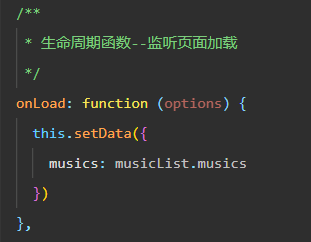 /**
 * 生命周期函数--监听页面加载
 */
onLoad: function (options) {
  this.setData({
    musics: musicList.musics
  })
},